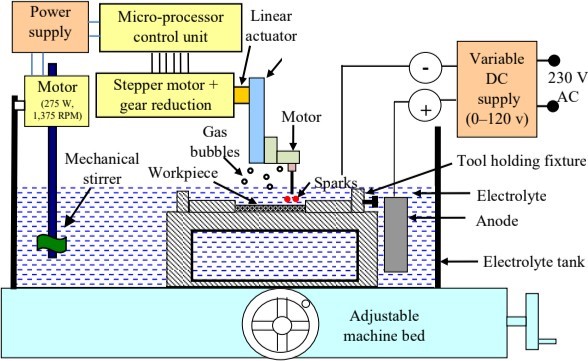 Power
supply
Micro-processor
control unit
Linear
actuator
Stepper motor +
gear reduction
Motor
(275 W,
1,375 RPM)
Motor
Gas
bubbles
Mechanical
stirrer
Workpiece
Sparks
-
+
Variable
DC
supply
(0–120 v)
230 V
AC
Tool holding fixture
Electrolyte
Anode
Electrolyte tank
Adjustable
machine bed